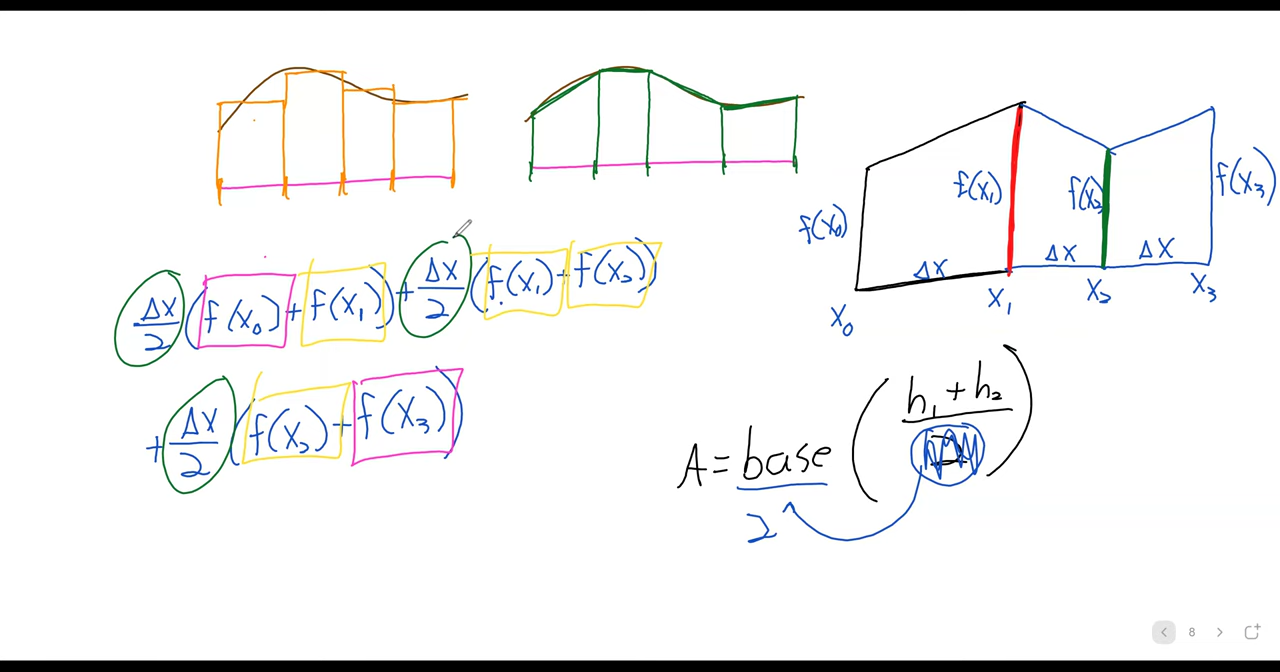 f(x₀)
f(x₁)
f(x₂)
f(x₃)
Δx
Δx
Δx
x₀
x₁
x₂
x₃
Δx/2 (f(x₀) + f(x₁)) + Δx/2 (f(x₁) + f(x₂))
+ Δx/2 (f(x₂) + f(x₃))
A = base/2 (h₁ + h₂)
8